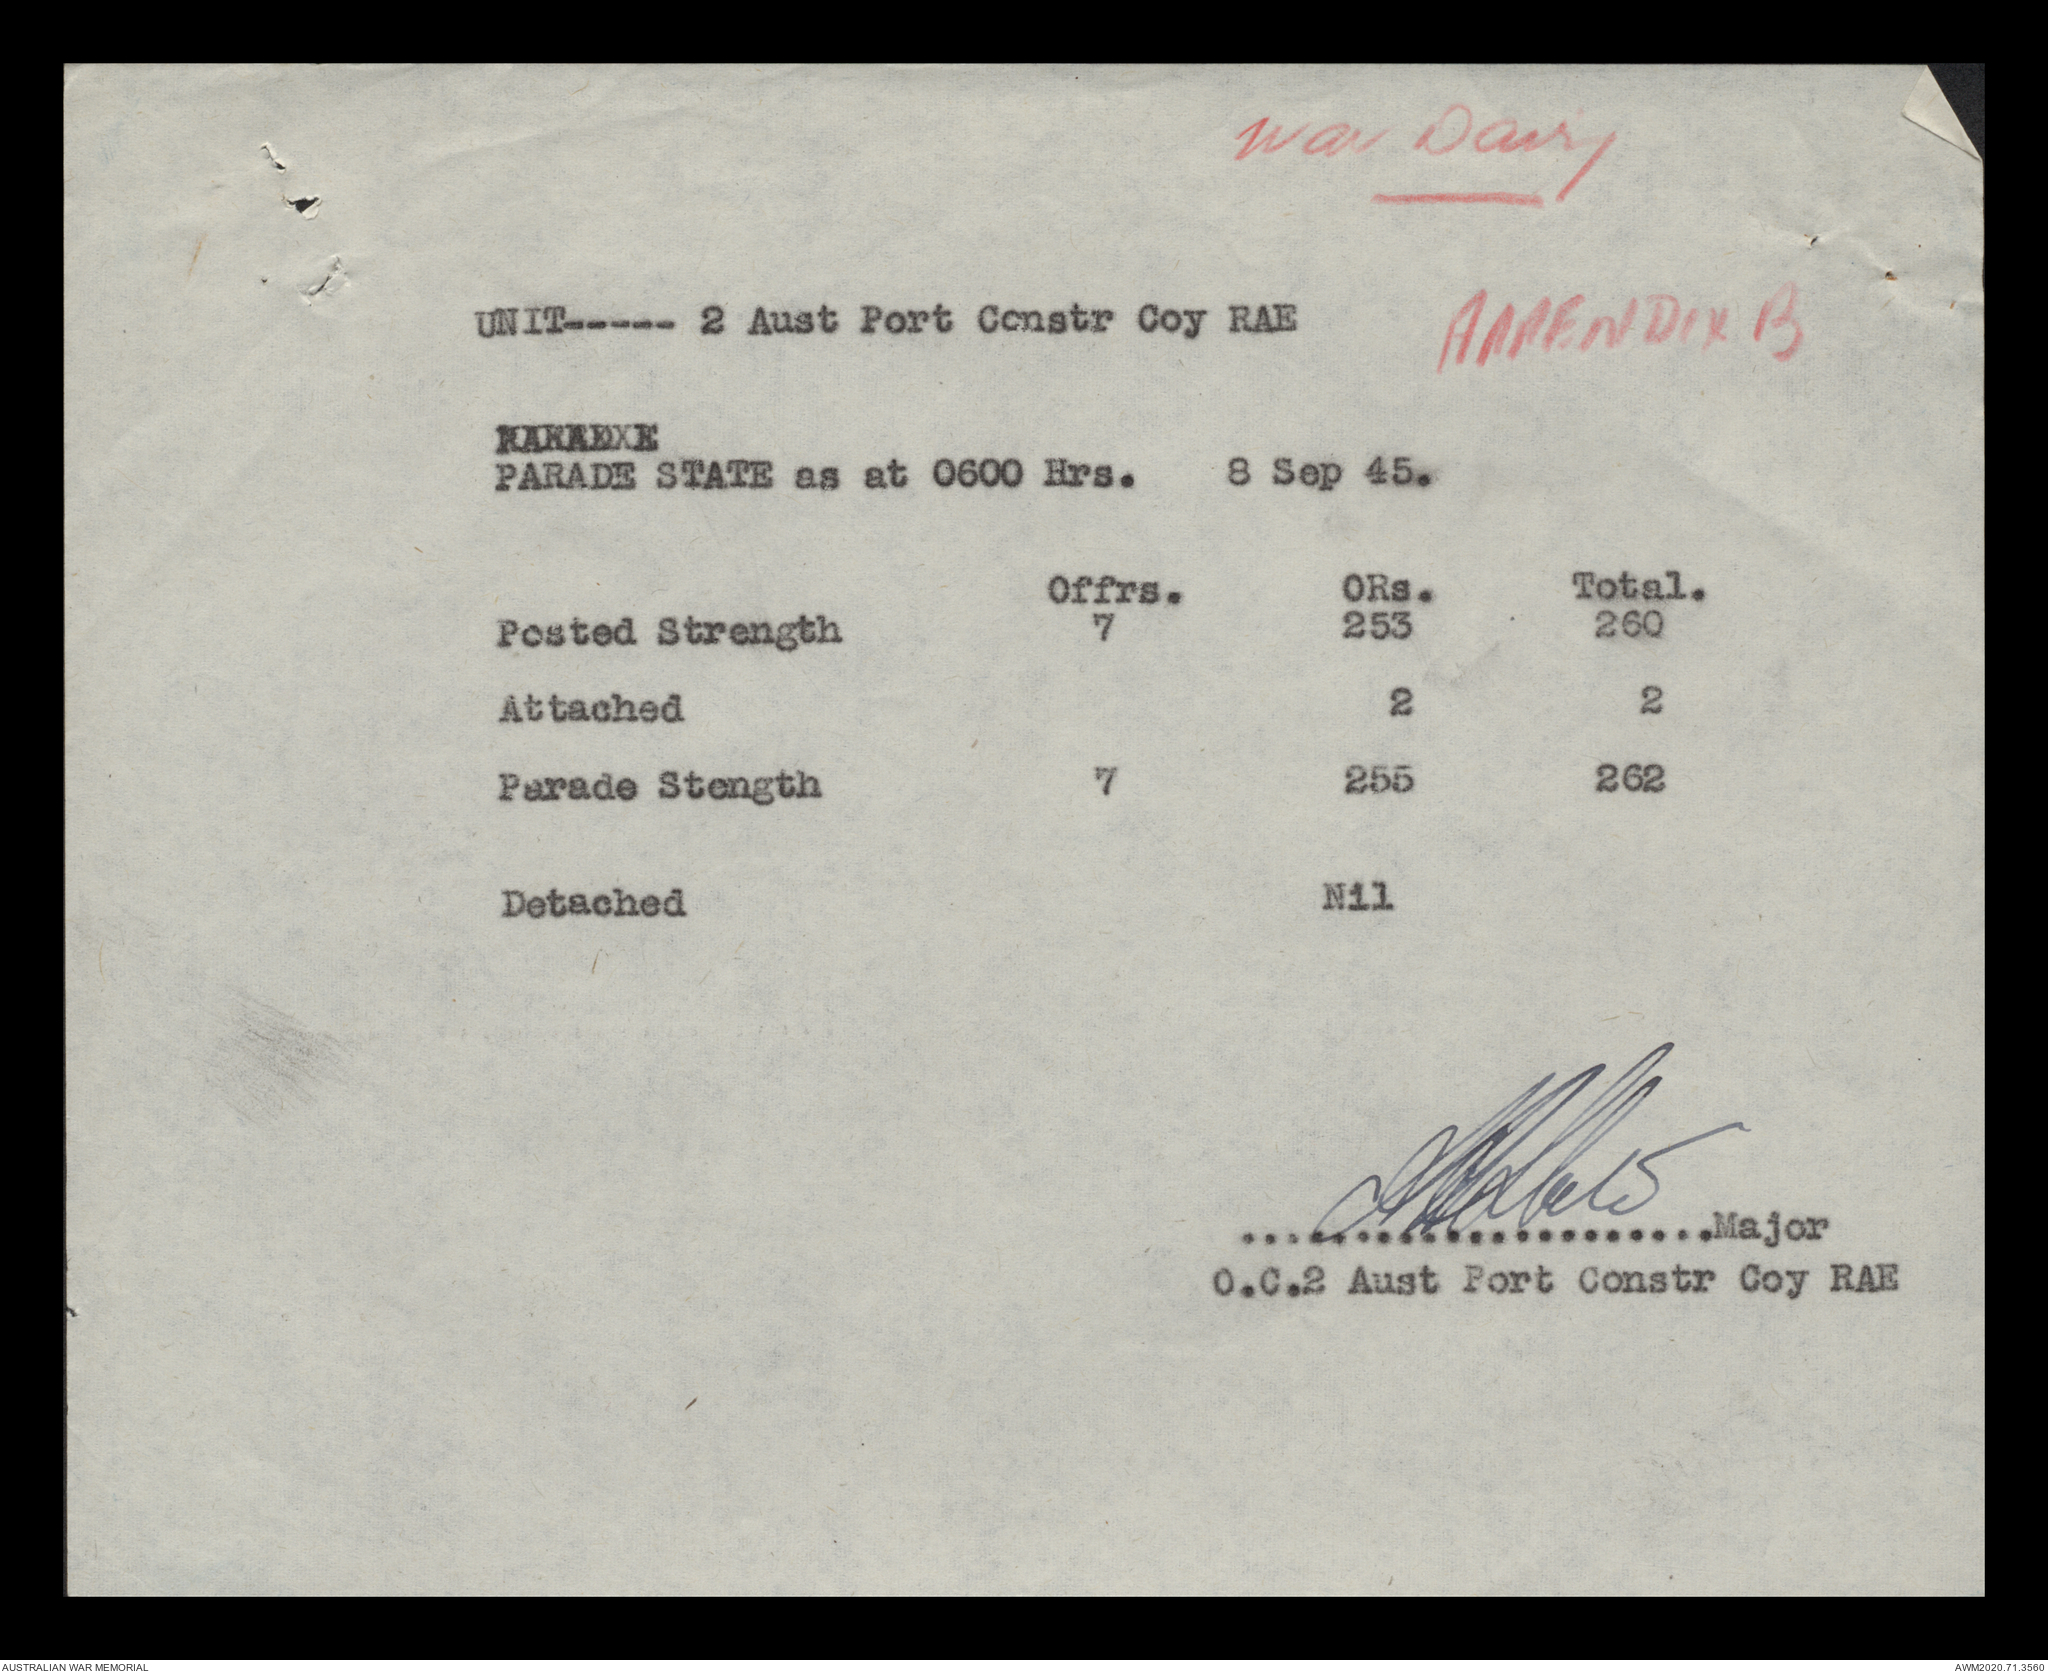 War Dairy
UNIT----- 2 Aust Port Constr Coy RAE
APPENDIX B
PARADE STATE as at 0600 Hrs. 8 Sep 45.
Offrs. ORs. Total.
Posted Strength 7 253 260
Attached 2 2
Parade Stength 7 255 262
Detached Nil
......................Major
O.C.2 Aust Port Constr Coy RAE
AUSTRALIAN WAR MEMORIAL AWM2020.71.3560